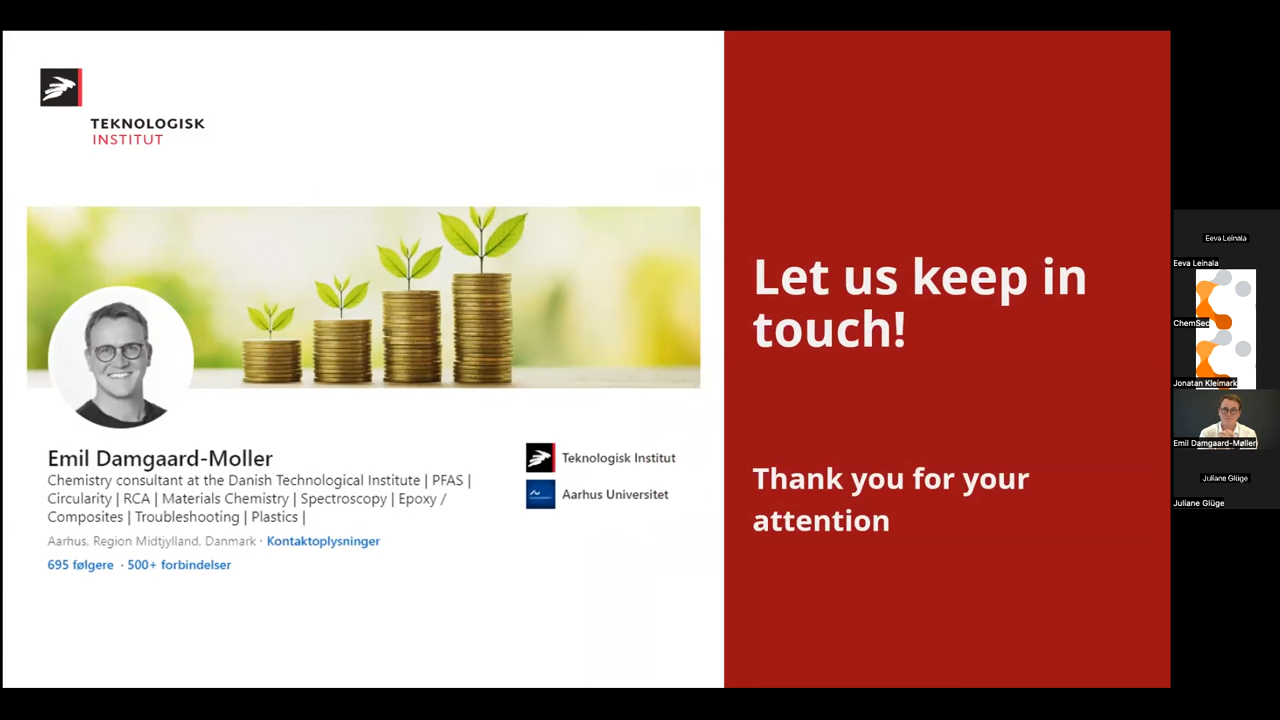 TEKNOLOGISK
INSTITUT
Emil Damgaard-Moller
Chemistry consultant at the Danish Technological Institute | PFAS |
Circularity | RCA | Materials Chemistry | Spectroscopy | Epoxy /
Composites | Troubleshooting | Plastics |
Aarhus, Region Midtjylland, Danmark · Kontaktoplysninger
695 følgere · 500+ forbindelser
Teknologisk Institut
Aarhus Universitet
Let us keep in
touch!
Thank you for your
attention
Eeva Leinala
Eeva Leinala
ChemSec
Jonatan Kleimark
Emil Damgaard-Møller
Juliane Glüge
Juliane Glüge